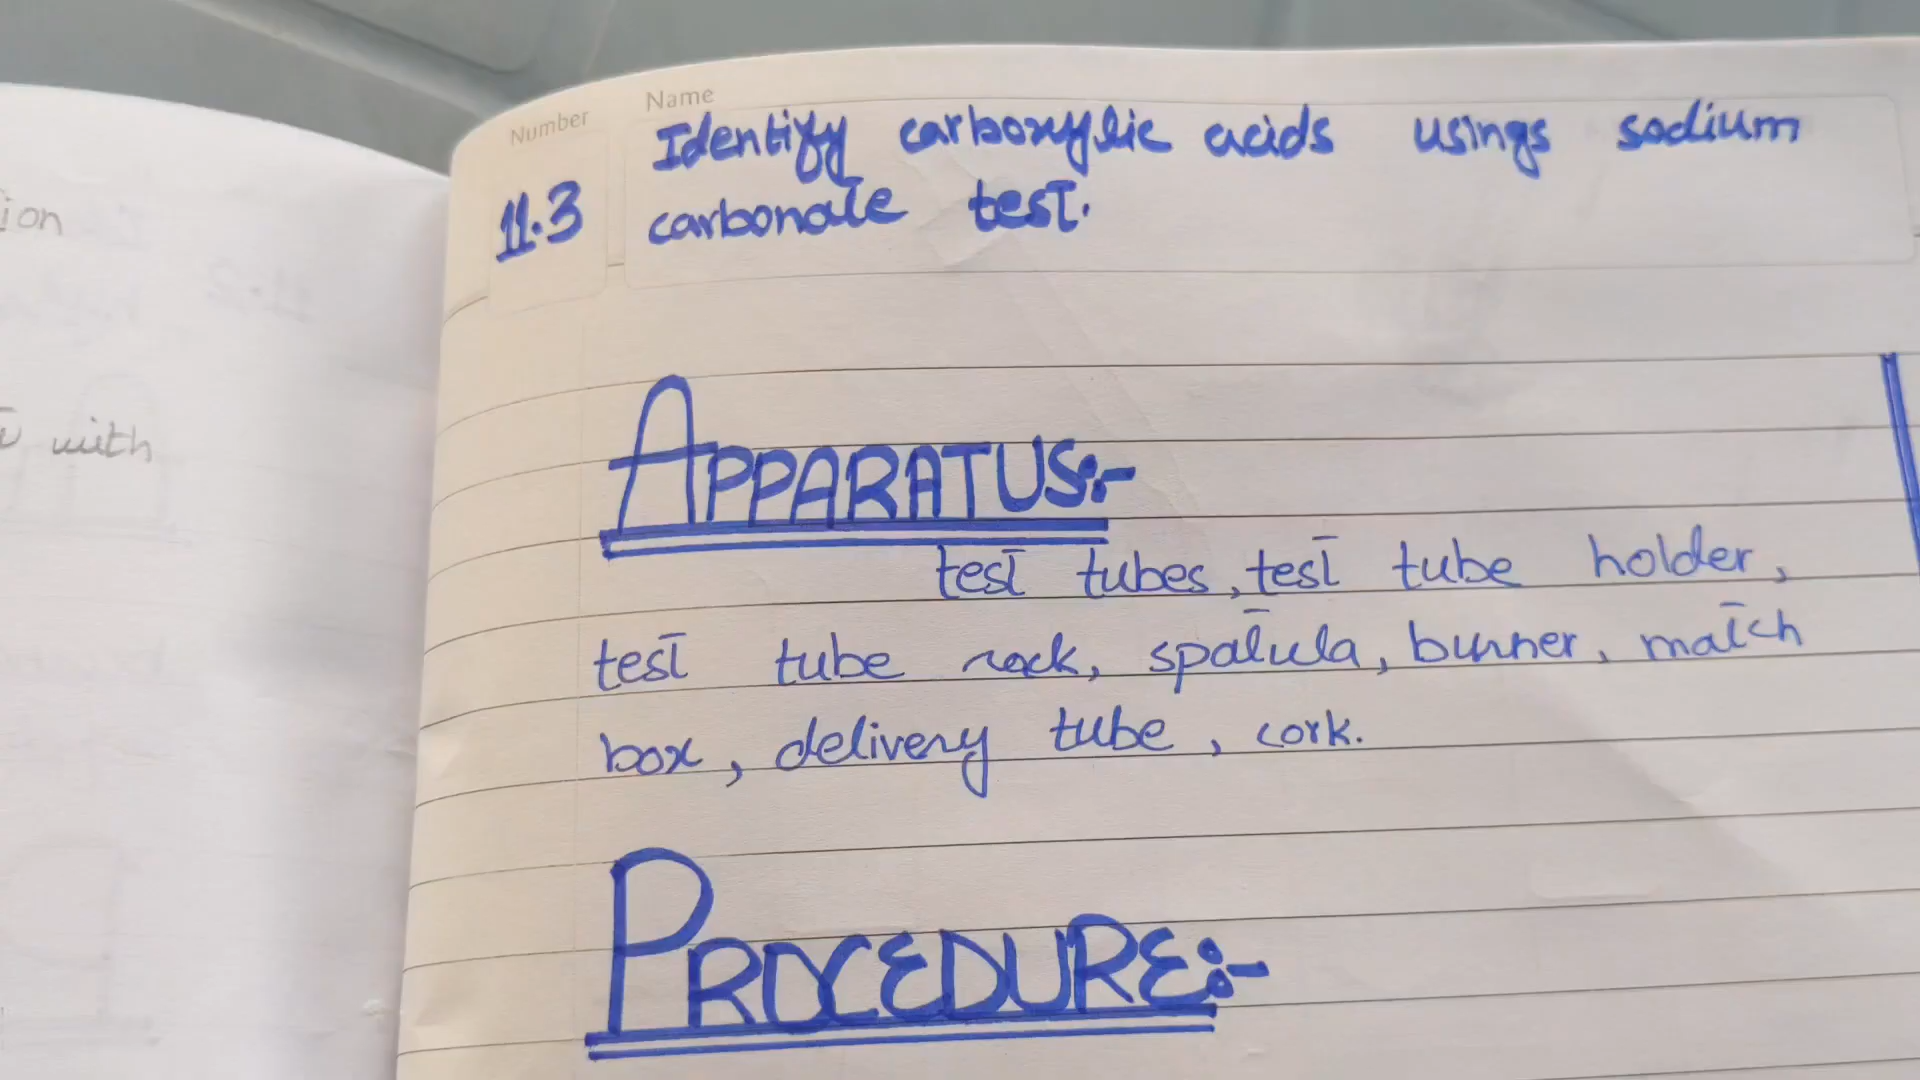 ion
with
Number
Name
11.3
Identify carboxylic acids usings sodium
carbonate test.
APPARATUS:-
test tubes, test tube holder,
test tube rack, spatula, burner, match
box, delivery tube, cork.
PROCEDURE:-